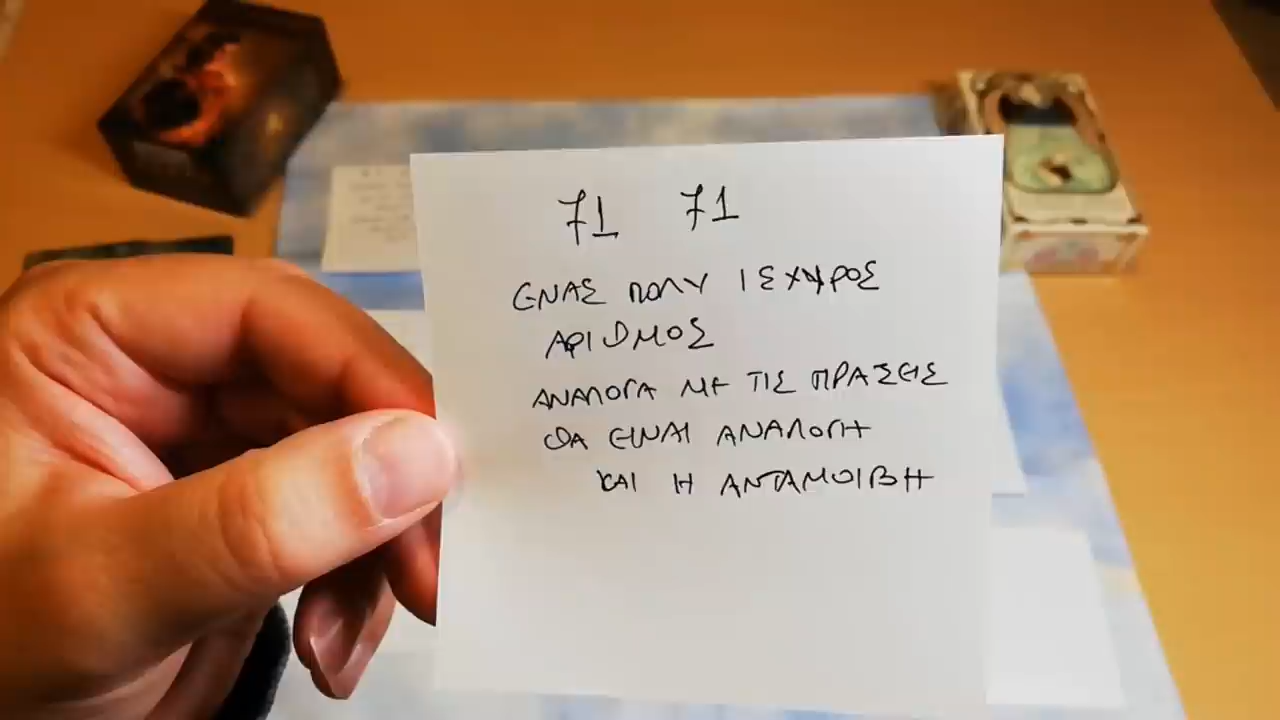 71 71
ΕΝΑΣ ΠΟΛΥ ΙΣΧΥΡΟΣ
ΑΡΙΘΜΟΣ
ΑΝΑΛΟΓΑ ΜΕ ΤΙΣ ΠΡΑΞΕΙΣ
ΘΑ ΕΙΝΑΙ ΑΝΑΛΟΓΗ
ΚΑΙ Η ΑΝΤΑΜΟΙΒΗ